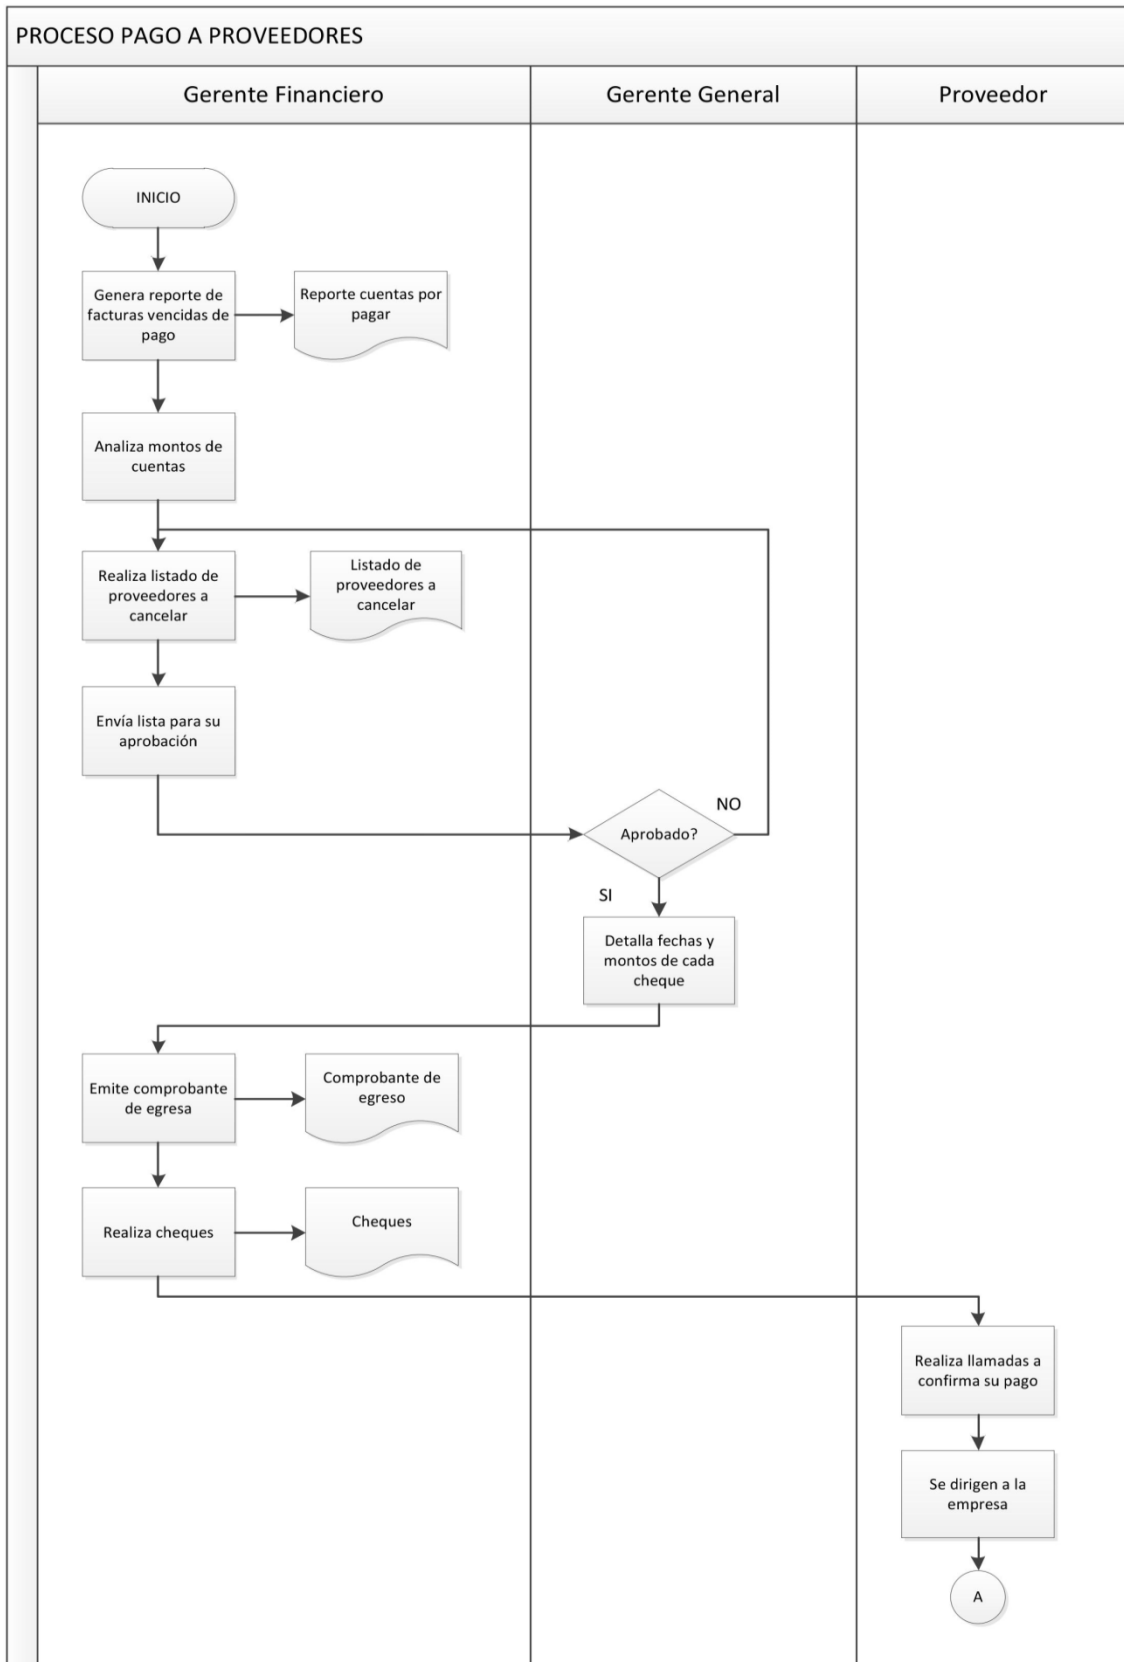 PROCESO PAGO A PROVEEDORES
Gerente Financiero
Gerente General
Proveedor
INICIO
Genera reporte de
facturas vencidas de
pago
Reporte cuentas por
pagar
Analiza montos de
cuentas
Realiza listado de
proveedores a
cancelar
Listado de
proveedores a
cancelar
Envía lista para su
aprobación
Aprobado?
NO
SI
Detalla fechas y
montos de cada
cheque
Emite comprobante
de egresa
Comprobante de
egreso
Realiza cheques
Cheques
Realiza llamadas a
confirma su pago
Se dirigen a la
empresa
A